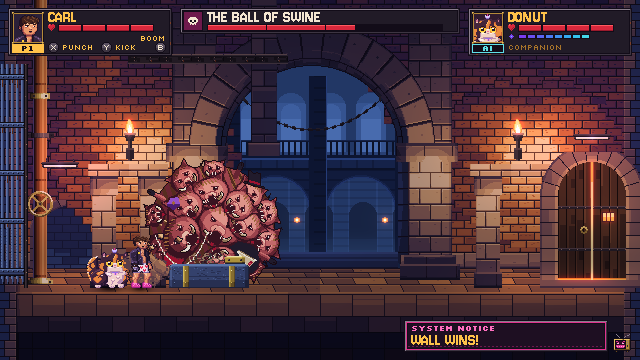 CARL
P1
X PUNCH Y KICK
BOOM
B
THE BALL OF SWINE
DONUT
AI
COMPANION
SYSTEM NOTICE
WALL WINS!